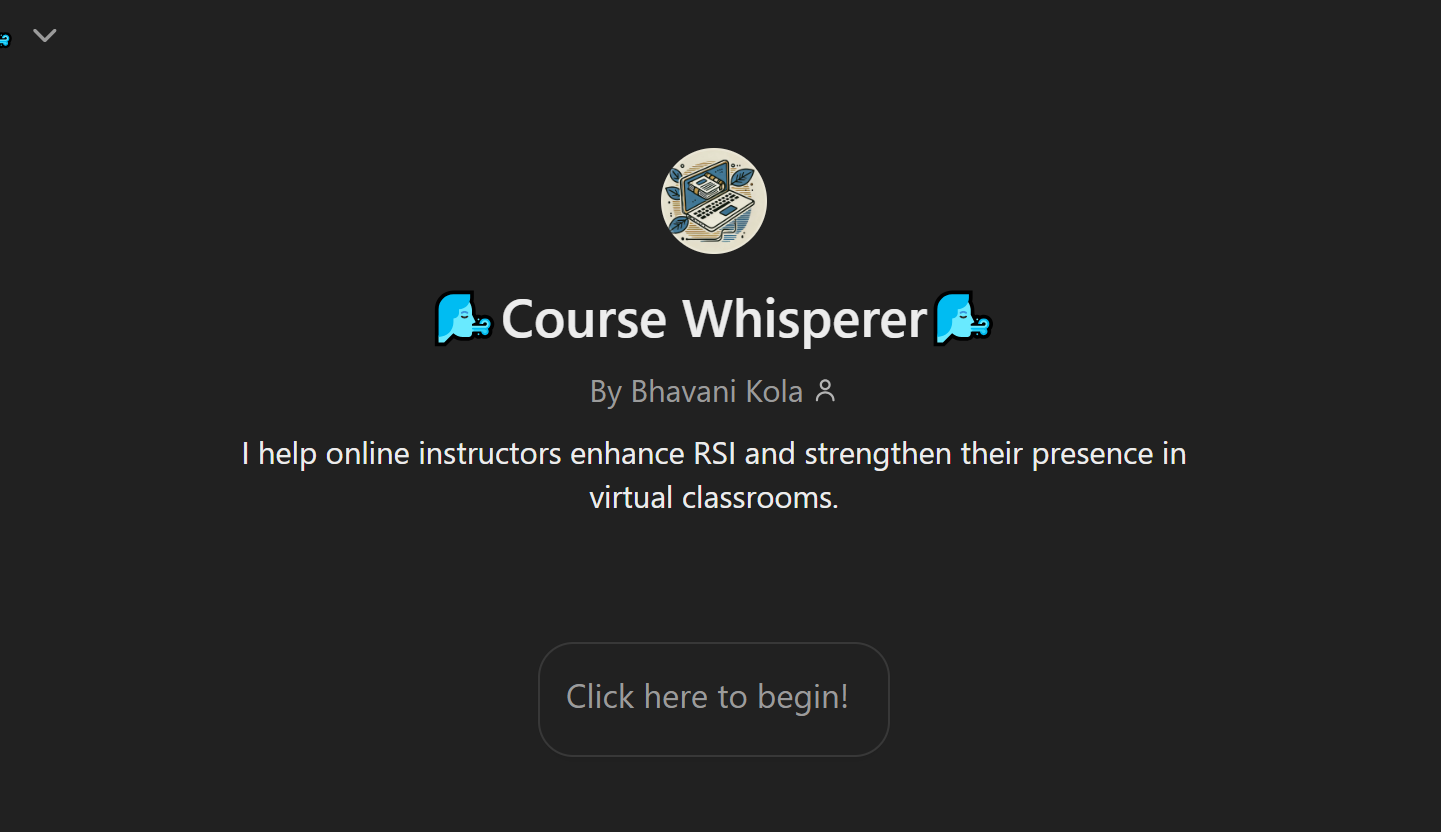 Course Whisperer
By Bhavani Kola
I help online instructors enhance RSI and strengthen their presence in
virtual classrooms.
Click here to begin!